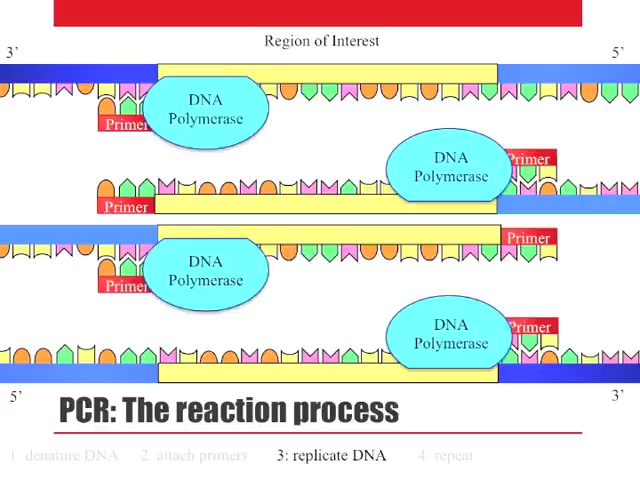 Region of Interest
3’
5’
DNA
Polymerase
Primer
DNA
Polymerase
Primer
Primer
Primer
DNA
Polymerase
Primer
DNA
Polymerase
Primer
5’
3’
PCR: The reaction process
1 denature DNA 2 attach primers 3: replicate DNA 4: repeat